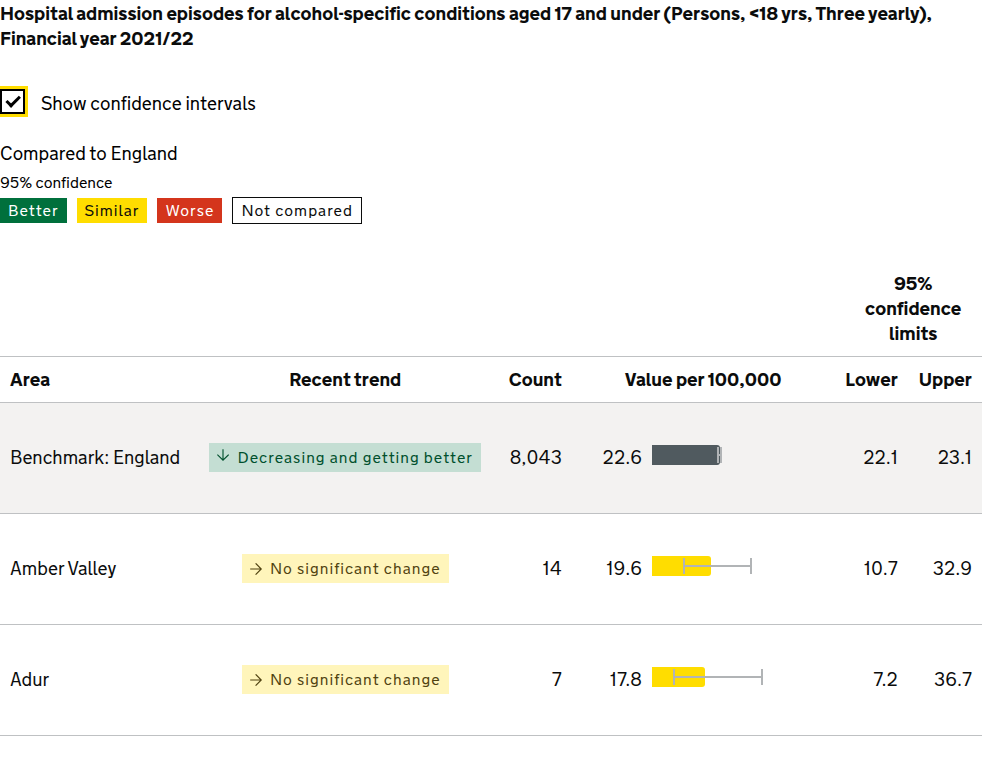 Hospital admission episodes for alcohol-specific conditions aged 17 and under (Persons, <18 yrs, Three yearly),
Financial year 2021/22
Show confidence intervals
Compared to England
95% confidence
Better Similar Worse Not compared
95%
confidence
limits
Area Recent trend Count Value per 100,000 Lower Upper
Benchmark: England ↓ Decreasing and getting better 8,043 22.6 22.1 23.1
Amber Valley → No significant change 14 19.6 10.7 32.9
Adur → No significant change 7 17.8 7.2 36.7